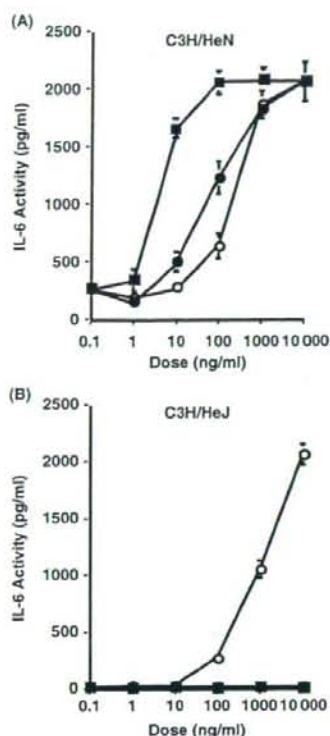 (A)
C3H/HeN
2500
2000
1500
1000
500
0
IL-6 Activity (pg/ml)
0.1 1 10 100 1000 10 000
Dose (ng/ml)
(B)
C3H/HeJ
2500
2000
1500
1000
500
0
IL-6 Activity (pg/ml)
0.1 1 10 100 1000 10 000
Dose (ng/ml)